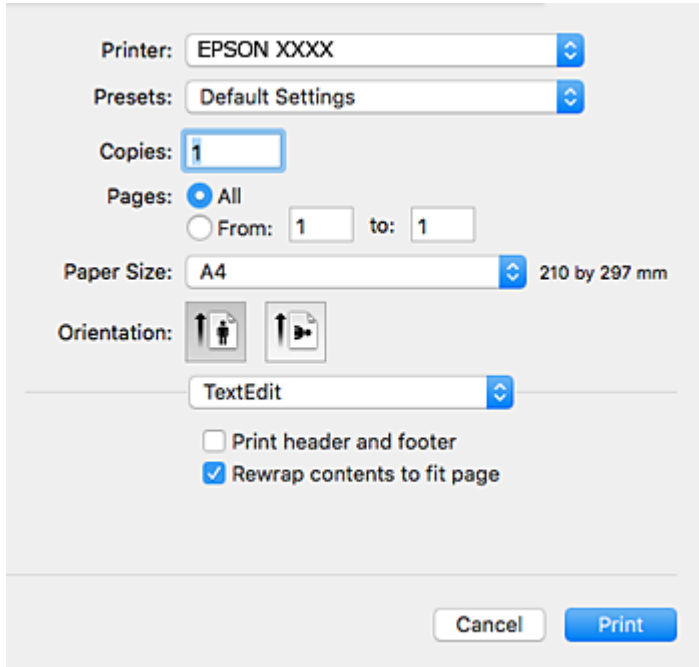 Printer: EPSON XXXX
Presets: Default Settings
Copies: 1
Pages: All
From: 1 to: 1
Paper Size: A4 210 by 297 mm
Orientation:
TextEdit
Print header and footer
Rewrap contents to fit page
Cancel Print